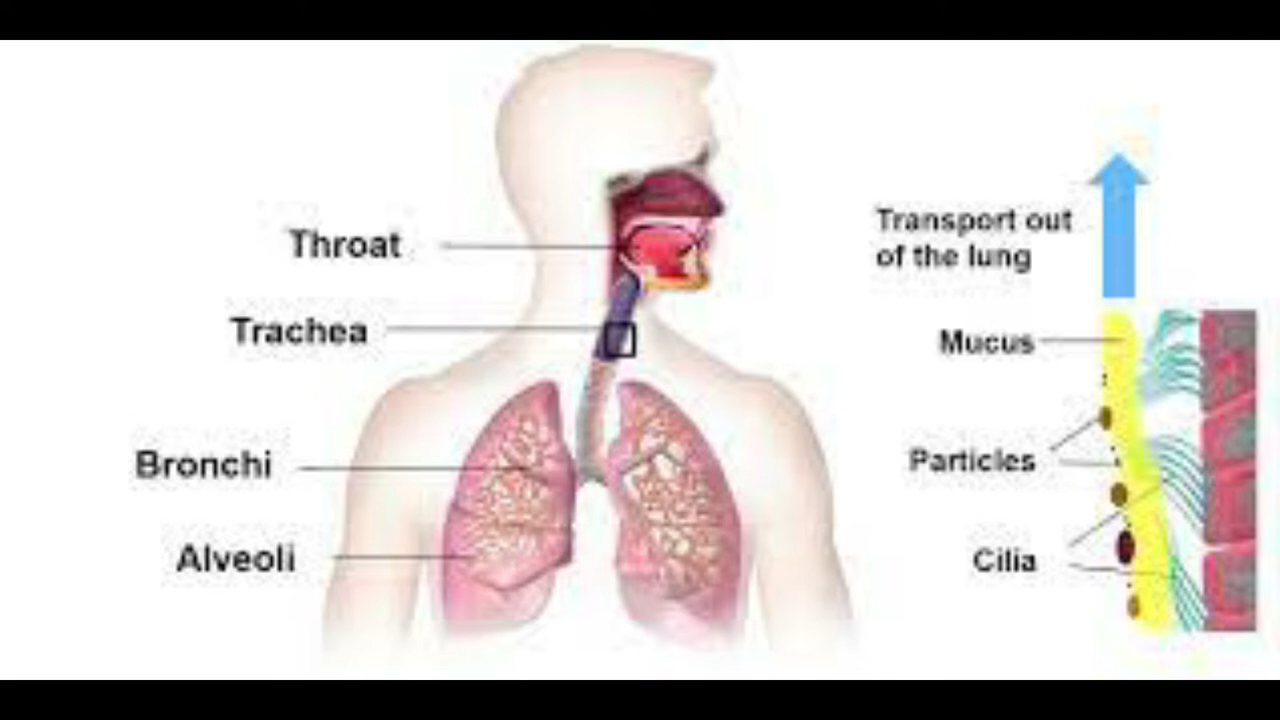 Throat
Trachea
Bronchi
Alveoli
Transport out
of the lung
Mucus
Particles
Cilia